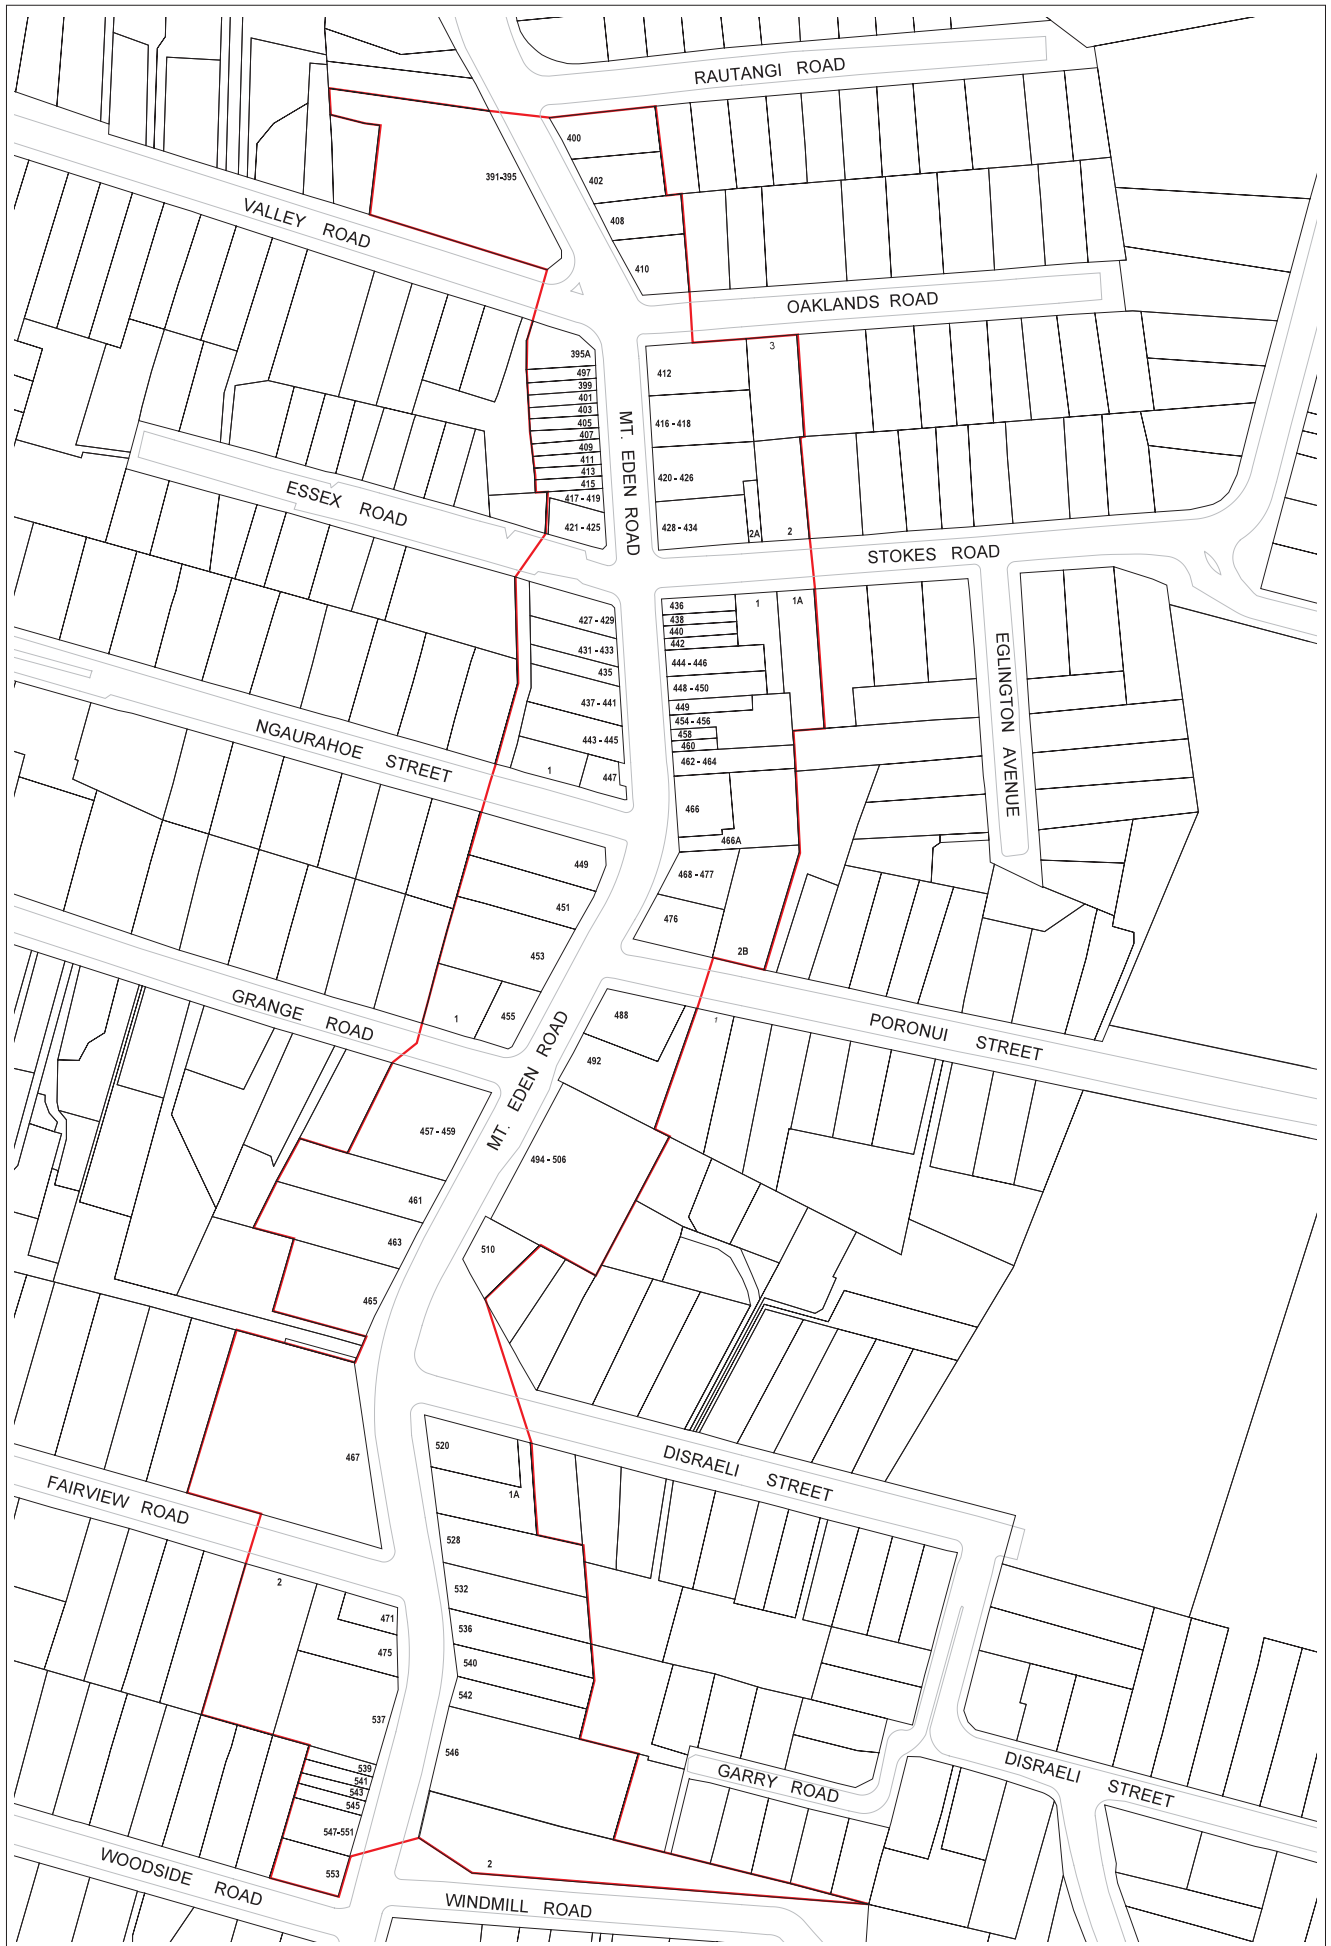 RAUTANGI ROAD
400
391-395
402
VALLEY ROAD
408
410
OAKLANDS ROAD
395A
3
412
497
399
401
403
405
407
409
411
413
415
417 - 419
421 - 425
MT. EDEN ROAD
416 - 418
420 - 426
428 - 434
2A
2
ESSEX ROAD
STOKES ROAD
436
438
440
442
444 - 446
448 - 450
449
454 - 456
458
460
462 - 464
466
466A
468 - 477
476
2B
1
1A
427 - 429
431 - 433
435
437 - 441
443 - 445
447
1
EGLINGTON AVENUE
NGAURAHOE STREET
449
451
453
455
1
GRANGE ROAD
MT. EDEN ROAD
488
492
1
PORONUI STREET
457 - 459
461
463
465
494 - 506
510
467
520
1A
DISRAELI STREET
FAIRVIEW ROAD
528
532
536
540
542
546
2
471
475
537
539
541
543
545
547-551
553
GARRY ROAD
DISRAELI STREET
WOODSIDE ROAD
2
WINDMILL ROAD